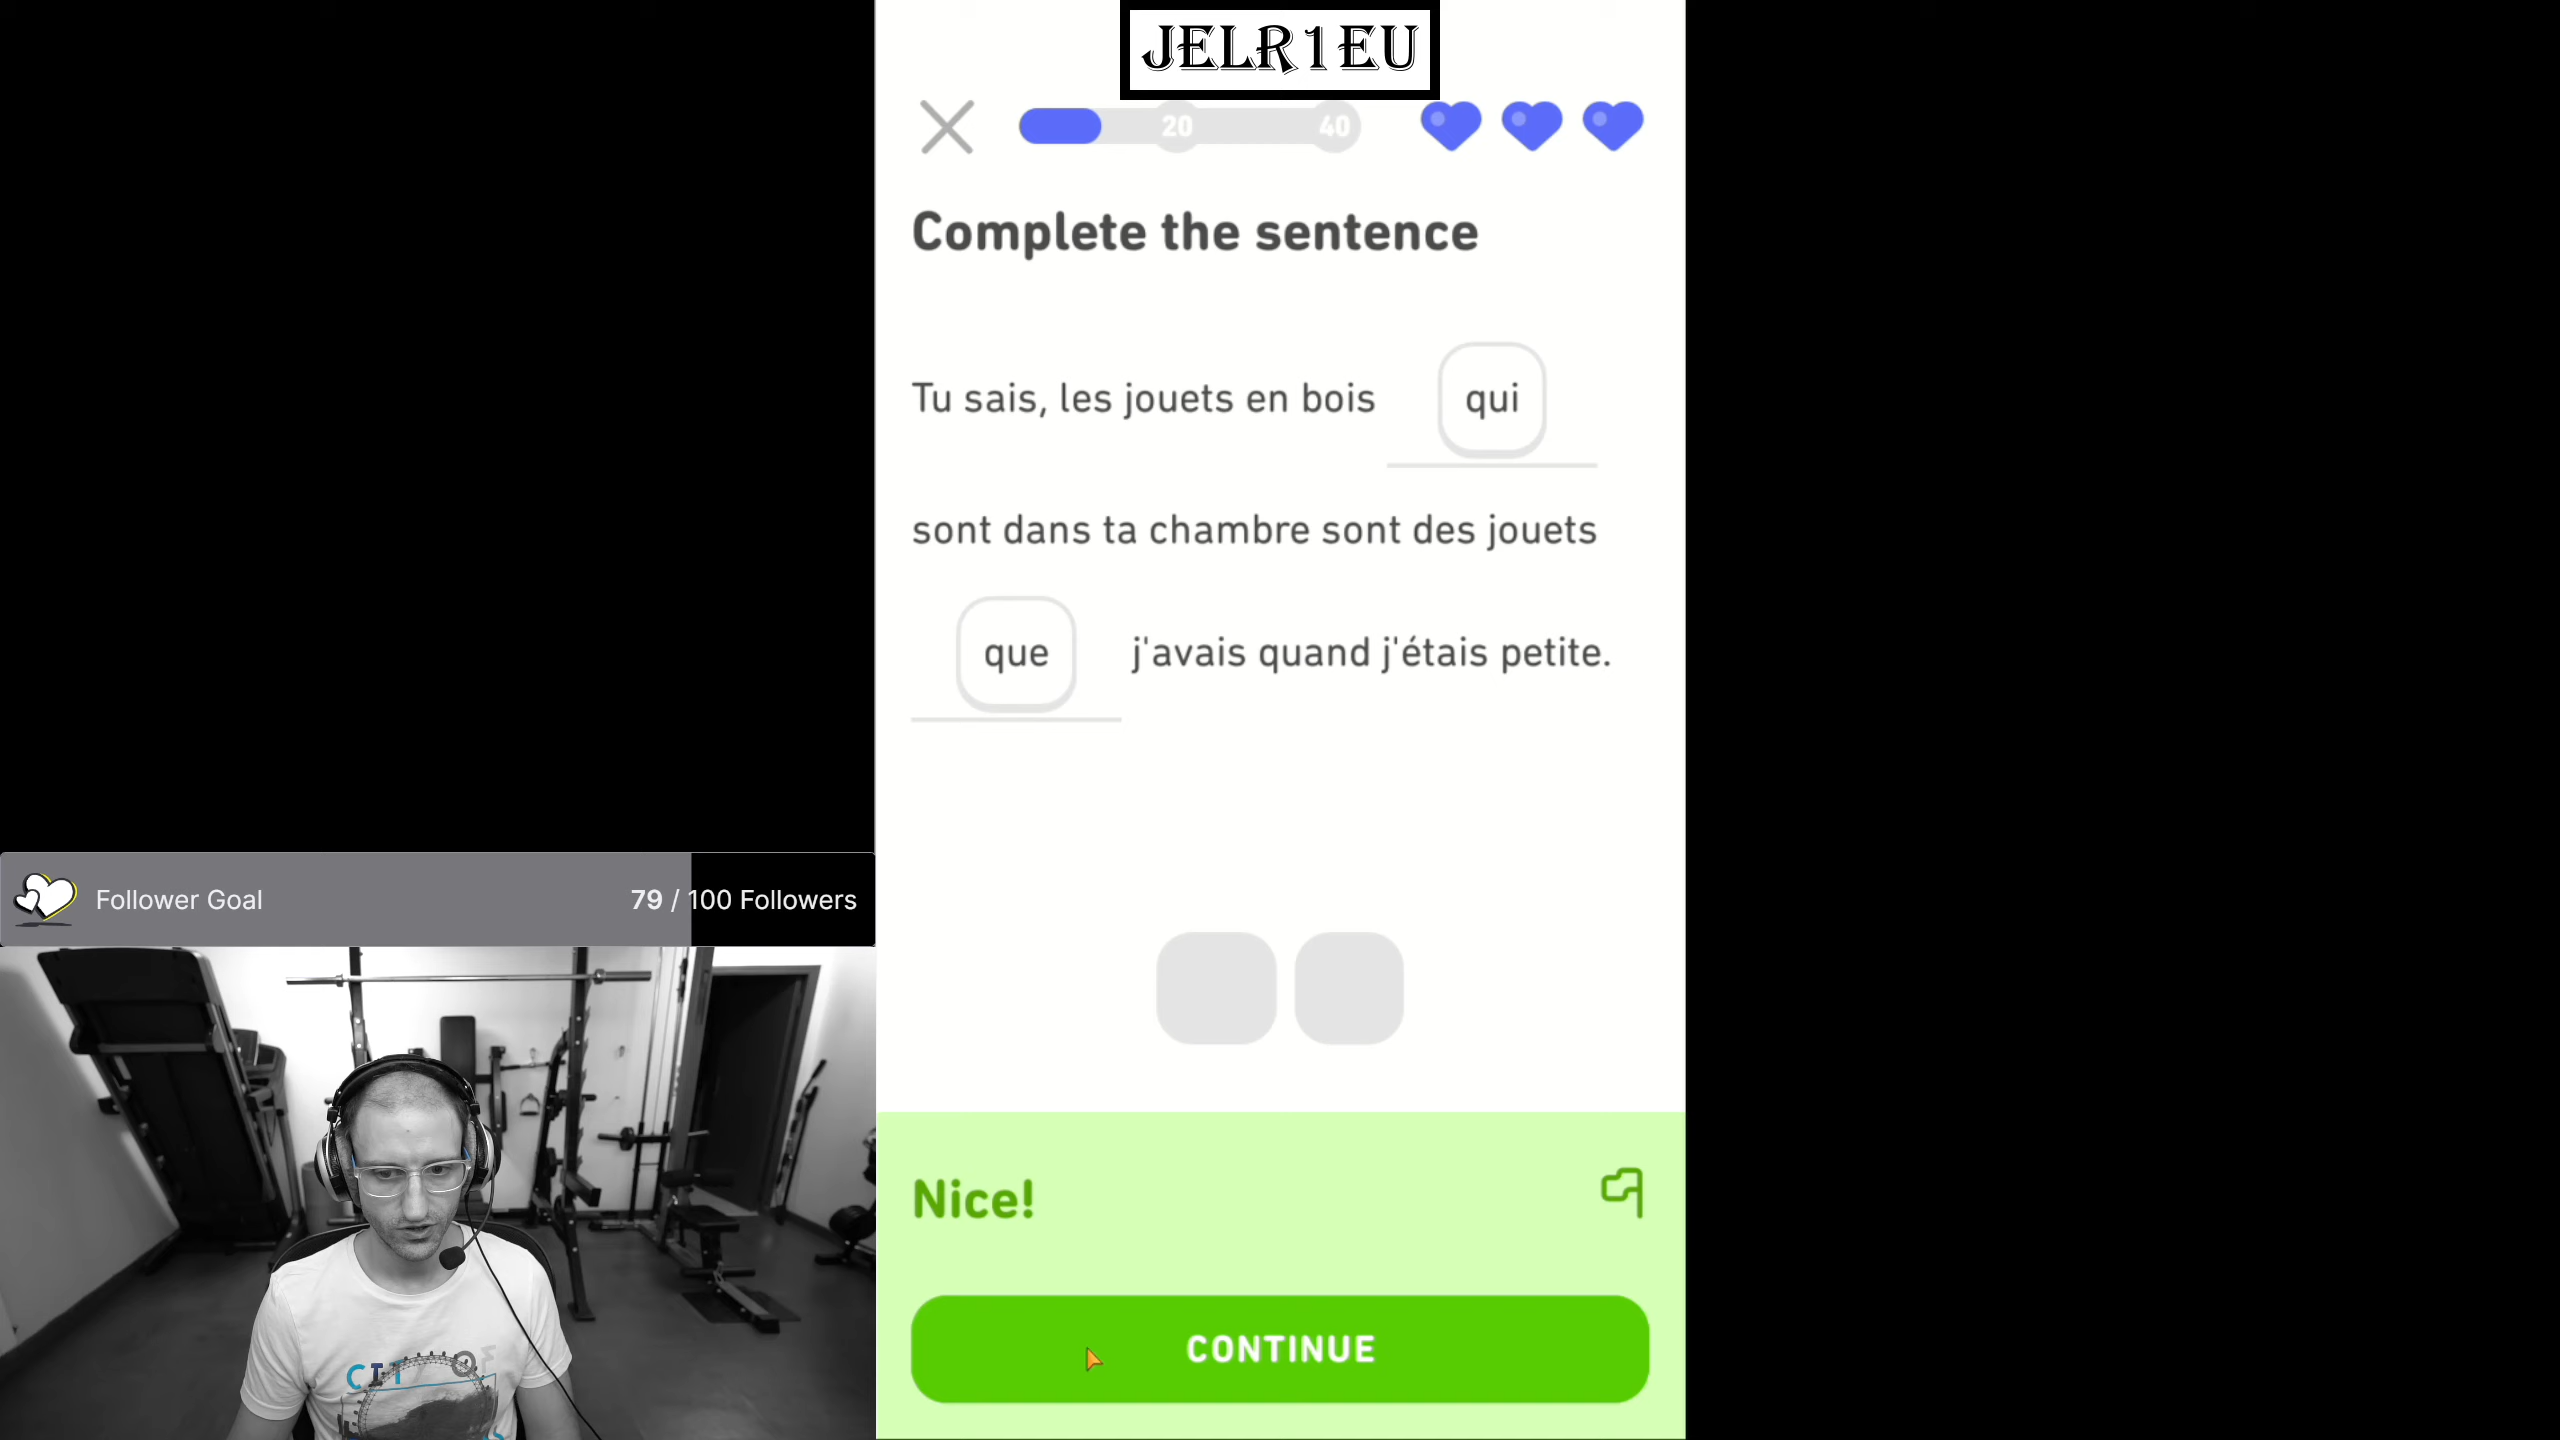 JELR1EU
20 40
Complete the sentence
Tu sais, les jouets en bois qui
sont dans ta chambre sont des jouets
que j'avais quand j'étais petite.
Follower Goal 79 / 100 Followers
Nice!
CONTINUE